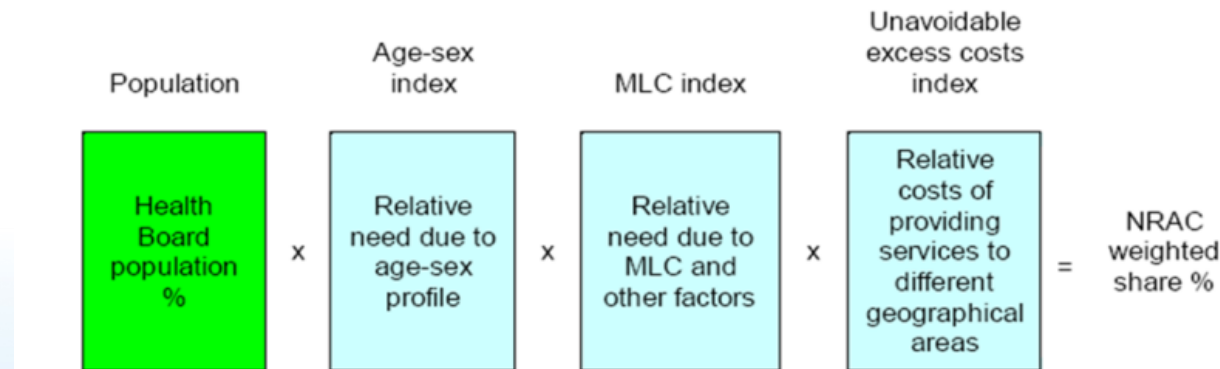 Population
Age-sex
index
MLC index
Unavoidable
excess costs
index
Health
Board
population
%
x
Relative
need due to
age-sex
profile
x
Relative
need due to
MLC and
other factors
x
Relative
costs of
providing
services to
different
geographical
areas
=
NRAC
weighted
share %